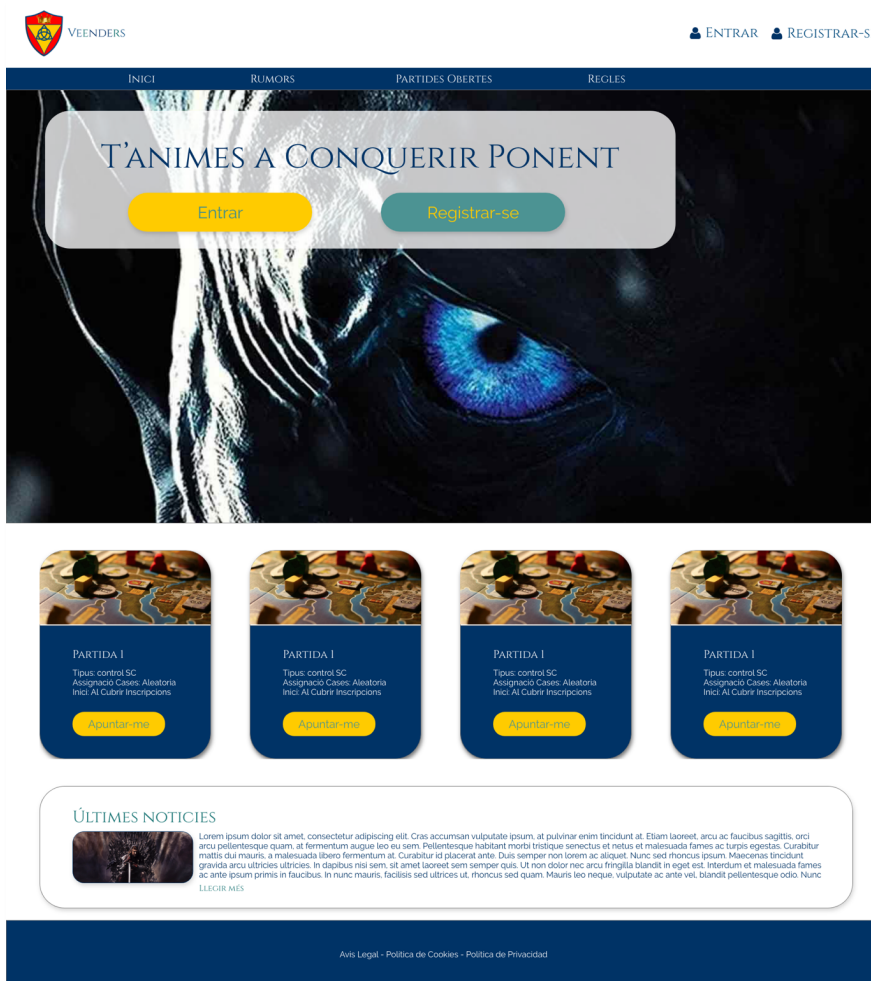 Veenders
Entrar Registrar-s
Inici Rumors Partides Obertes Regles
T'animes a Conquerir Ponent
Entrar Registrar-se
Partida I
Tipus: control SC
Assignació Cases: Aleatoria
Inici: Al Cubrir Inscripcions
Apuntar-me
Partida I
Tipus: control SC
Assignació Cases: Aleatoria
Inici: Al Cubrir Inscripcions
Apuntar-me
Partida I
Tipus: control SC
Assignació Cases: Aleatoria
Inici: Al Cubrir Inscripcions
Apuntar-me
Partida I
Tipus: control SC
Assignació Cases: Aleatoria
Inici: Al Cubrir Inscripcions
Apuntar-me
Últimes noticies
Lorem ipsum dolor sit amet, consectetur adipiscing elit. Cras accumsan vulputate ipsum, at pulvinar enim tincidunt at. Etiam laoreet, arcu ac faucibus sagittis, orci
arcu pellentesque quam, at fermentum augue leo eu sem. Pellentesque habitant morbi tristique senectus et netus et malesuada fames ac turpis egestas. Curabitur
mattis dui mauris, a malesuada libero fermentum at. Curabitur id placerat ante. Duis semper non lorem ac aliquet. Nunc sed rhoncus ipsum. Maecenas tincidunt
gravida arcu ultricies ultricies. In dapibus nisi sem, sit amet laoreet sem semper quis. Ut non dolor nec arcu fringilla blandit in eget est. Interdum et malesuada fames
ac ante ipsum primis in faucibus. In nunc mauris, facilisis sed ultrices ut, rhoncus sed quam. Mauris leo neque, vulputate ac ante vel, blandit pellentesque odio. Nunc
Llegir més
Avis Legal - Politica de Cookies - Politica de Privacidad